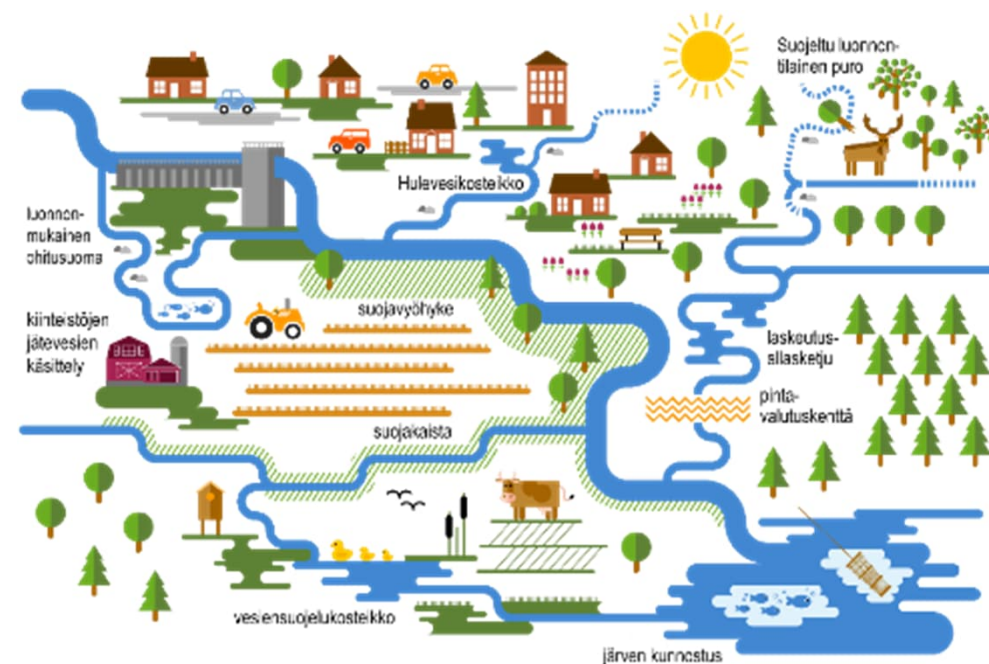 Suojeltu luonnon-
tilainen puro
Hulevesikosteikko
luonnon-
mukainen
ohitusuoma
suojavyöhyke
kiinteistöjen
jätevesien
käsittely
laskeutus-
allasketju
pinta-
valutuskenttä
suojakaista
vesiensuojelukosteikko
järven kunnostus